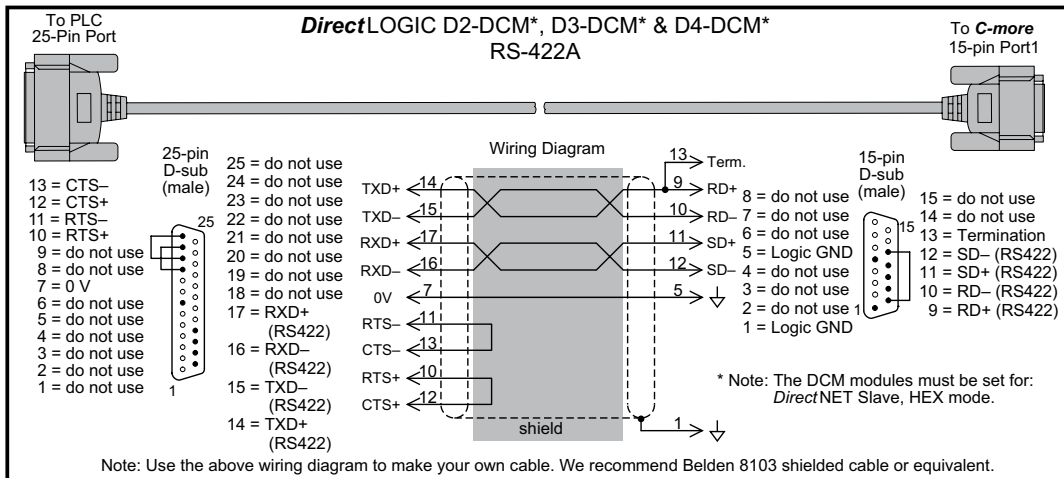 To PLC
25-Pin Port
DirectLOGIC D2-DCM*, D3-DCM* & D4-DCM*
RS-422A
To C-more
15-pin Port1
25-pin
D-sub
(male)
13 = CTS–
12 = CTS+
11 = RTS–
10 = RTS+
9 = do not use
8 = do not use
7 = 0 V
6 = do not use
5 = do not use
4 = do not use
3 = do not use
2 = do not use
1 = do not use
25
1
25 = do not use
24 = do not use
23 = do not use
22 = do not use
21 = do not use
20 = do not use
19 = do not use
18 = do not use
17 = RXD+
(RS422)
16 = RXD–
(RS422)
15 = TXD–
(RS422)
14 = TXD+
(RS422)
Wiring Diagram
13 Term.
TXD+ 14 9 RD+
TXD– 15 10 RD–
RXD+ 17 11 SD+
RXD– 16 12 SD–
0V 7 5
RTS– 11
CTS– 13
RTS+ 10
CTS+ 12
shield
1
15-pin
D-sub
(male)
8 = do not use
7 = do not use
6 = do not use
5 = Logic GND
4 = do not use
3 = do not use
2 = do not use
1 = Logic GND
15
1
15 = do not use
14 = do not use
13 = Termination
12 = SD– (RS422)
11 = SD+ (RS422)
10 = RD– (RS422)
9 = RD+ (RS422)
* Note: The DCM modules must be set for:
DirectNET Slave, HEX mode.
Note: Use the above wiring diagram to make your own cable. We recommend Belden 8103 shielded cable or equivalent.